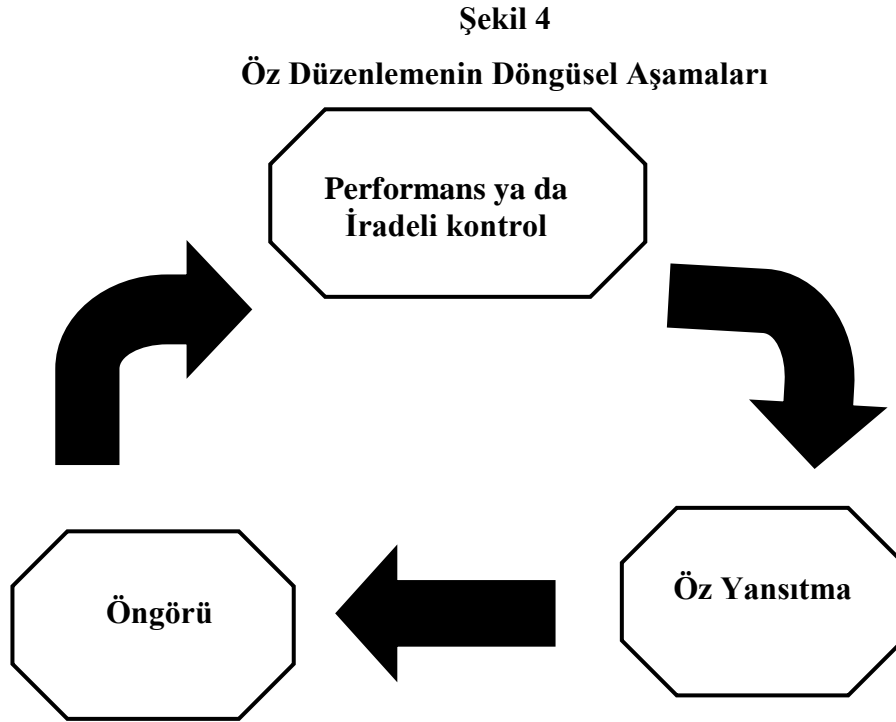 Şekil 4
Öz Düzenlemenin Döngüsel Aşamaları
Performans ya da
İradeli kontrol
Öz Yansıtma
Öngörü